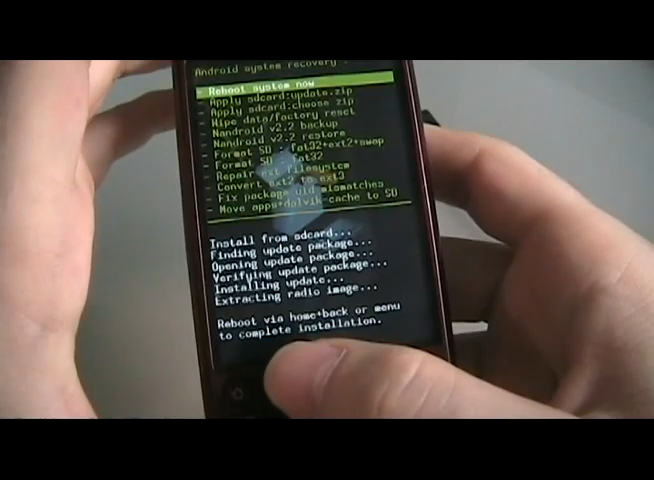 Android system recovery
- Reboot system now
- Apply sdcard:update.zip
- Apply sdcard:choose zip
- Wipe data/factory reset
- Nandroid v2.2 backup
- Nandroid v2.2 restore
- Format SD : fat32+ext2+swap
- Format SD : fat32
- Repair ext filesystem
- Convert ext2 to ext3
- Fix package uid mismatches
- Move apps+dalvik-cache to SD
Install from sdcard...
Finding update package...
Opening update package...
Verifying update package...
Installing update...
Extracting radio image...
Reboot via home+back or menu
to complete installation.